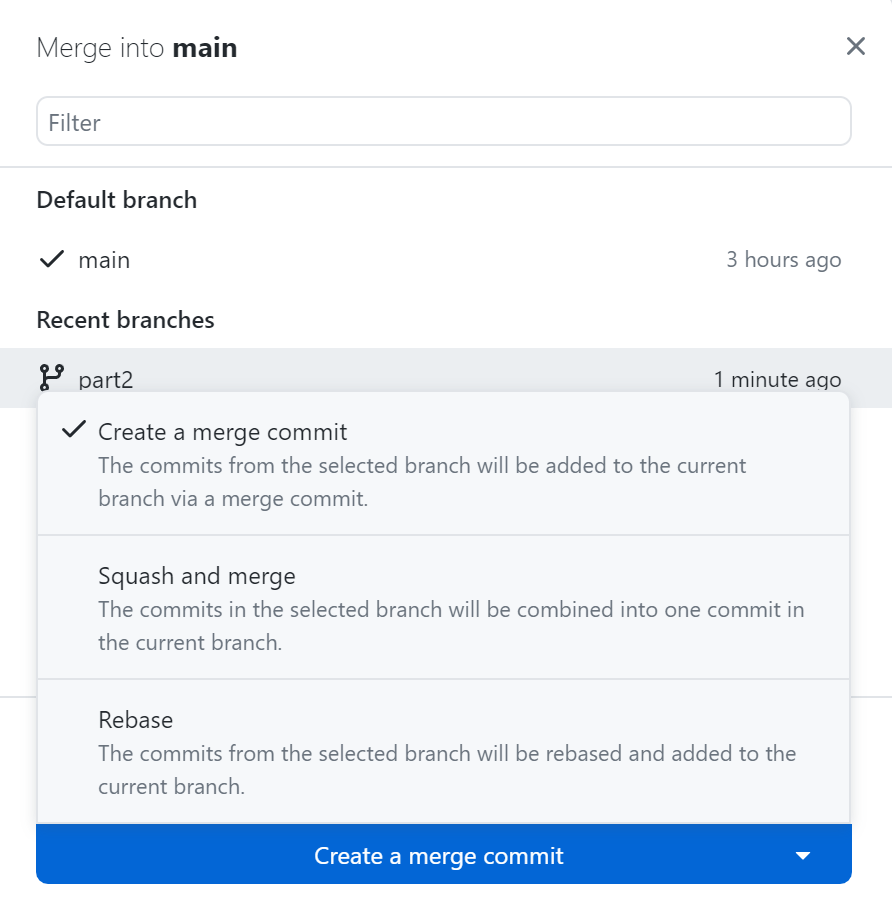 Merge into main
Filter
Default branch
main 3 hours ago
Recent branches
part2 1 minute ago
Create a merge commit
The commits from the selected branch will be added to the current
branch via a merge commit.
Squash and merge
The commits in the selected branch will be combined into one commit in
the current branch.
Rebase
The commits from the selected branch will be rebased and added to the
current branch.
Create a merge commit